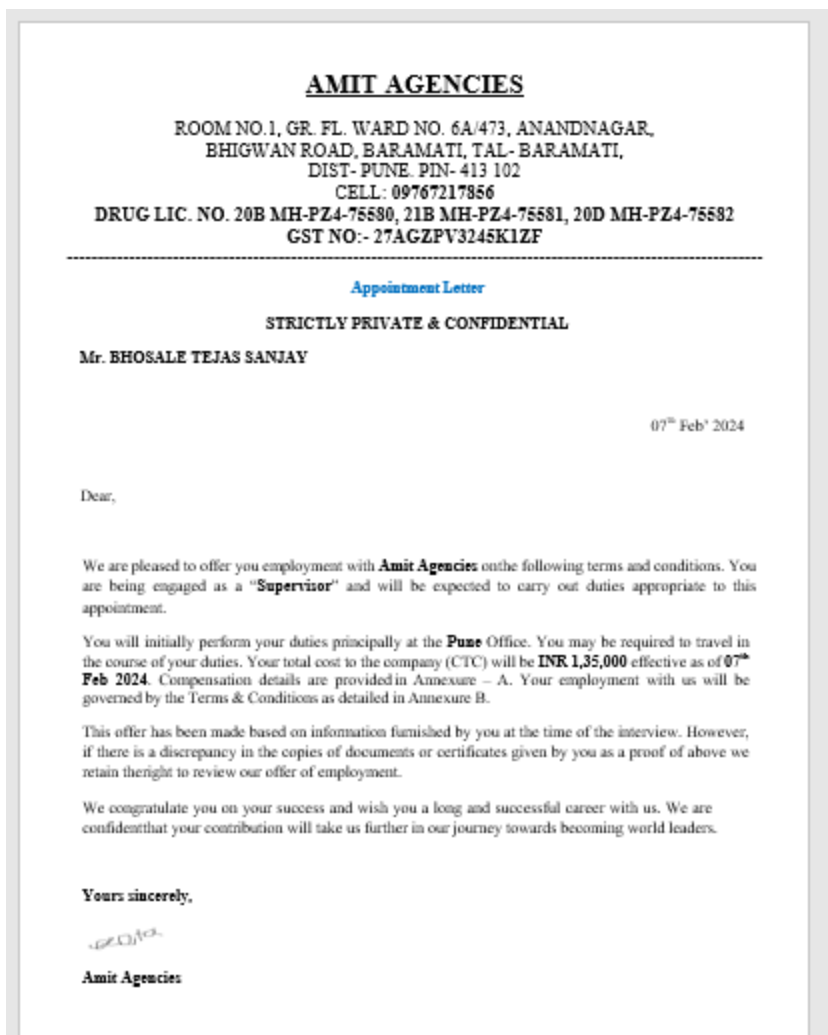 AMIT AGENCIES
ROOM NO.1, GR. FL. WARD NO. 6A/473, ANANDNAGAR,
BHIGWAN ROAD, BARAMATI, TAL- BARAMATI,
DIST- PUNE. PIN- 413 102
CELL: 09767217856
DRUG LIC. NO. 20B MH-PZ4-75580, 21B MH-PZ4-75581, 20D MH-PZ4-75582
GST NO:- 27AGZPV3245K1ZF
Appointment Letter
STRICTLY PRIVATE & CONFIDENTIAL
Mr. BHOSALE TEJAS SANJAY
07th Feb' 2024
Dear,
We are pleased to offer you employment with Amit Agencies onthe following terms and conditions. You
are being engaged as a "Supervisor" and will be expected to carry out duties appropriate to this
appointment.
You will initially perform your duties principally at the Pune Office. You may be required to travel in
the course of your duties. Your total cost to the company (CTC) will be INR 1,35,000 effective as of 07th
Feb 2024. Compensation details are provided in Annexure – A. Your employment with us will be
governed by the Terms & Conditions as detailed in Annexure B.
This offer has been made based on information furnished by you at the time of the interview. However,
if there is a discrepancy in the copies of documents or certificates given by you as a proof of above we
retain theright to review our offer of employment.
We congratulate you on your success and wish you a long and successful career with us. We are
confidentthat your contribution will take us further in our journey towards becoming world leaders.
Yours sincerely,
Amit Agencies